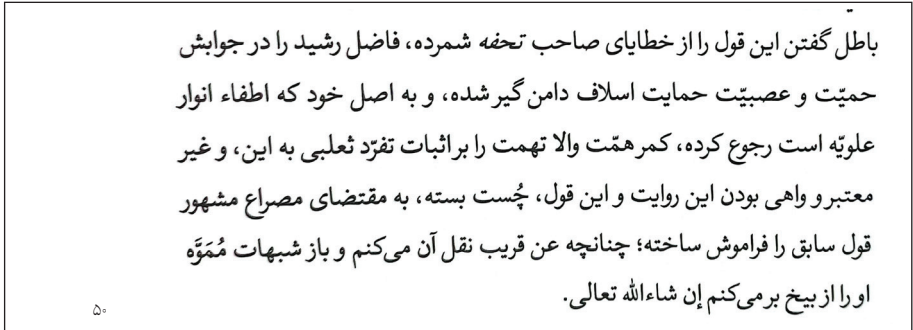 باطل گفتن این قول را از خطایای صاحب تحفه شمرده، فاضل رشید را در جوابش
حمیّت و عصبیّت حمایت اسلاف دامن گیر شده، و به اصل خود که اطفاء انوار
علویّه است رجوع کرده، کمر همّت والا تهمت را بر اثبات تفرّد ثعلبی به این، و غیر
معتبر و واهی بودن این روایت و این قول، چُست بسته، به مقتضای مصراع مشهور
قول سابق را فراموش ساخته؛ چنانچه عن قریب نقل آن می‌کنم و باز شبهات مُمَوَّه
او را از بیخ بر می‌کنم إن شاءالله تعالی.
۵۰